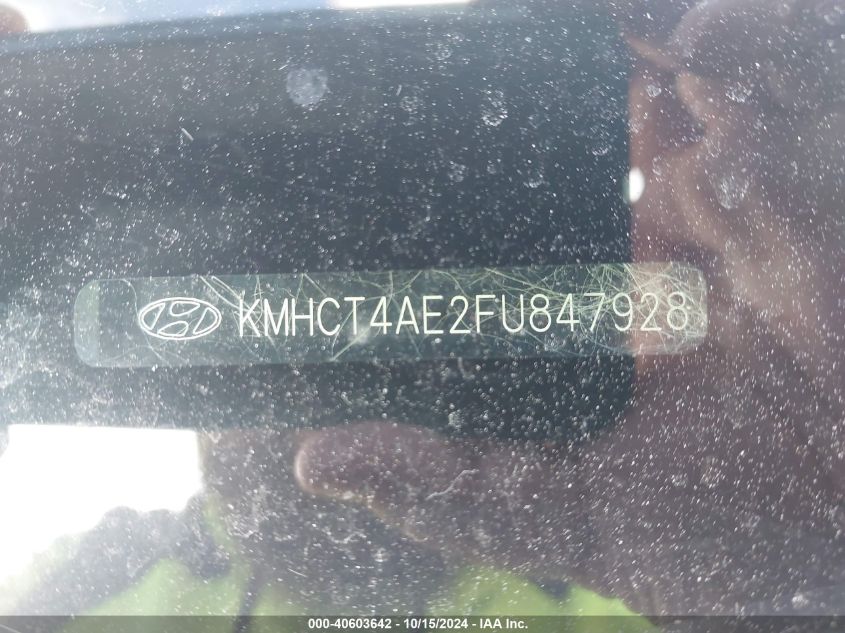 KMHCT4AE2FU847928
000-40603642 - 10/15/2024 - IAA Inc.